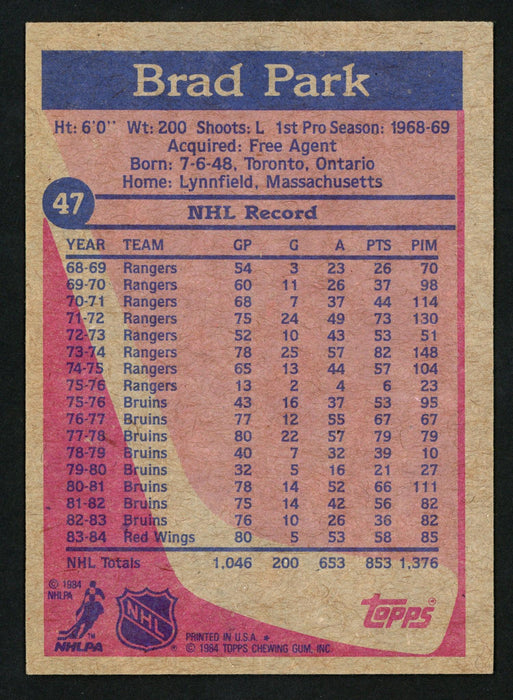 Brad Park
Ht: 6'0" Wt: 200 Shoots: L 1st Pro Season: 1968-69
Acquired: Free Agent
Born: 7-6-48, Toronto, Ontario
Home: Lynnfield, Massachusetts
47
NHL Record
YEAR TEAM GP G A PTS PIM
68-69 Rangers 54 3 23 26 70
69-70 Rangers 60 11 26 37 98
70-71 Rangers 68 7 37 44 114
71-72 Rangers 75 24 49 73 130
72-73 Rangers 52 10 43 53 51
73-74 Rangers 78 25 57 82 148
74-75 Rangers 65 13 44 57 104
75-76 Rangers 13 2 4 6 23
75-76 Bruins 43 16 37 53 95
76-77 Bruins 77 12 55 67 67
77-78 Bruins 80 22 57 79 79
78-79 Bruins 40 7 32 39 10
79-80 Bruins 32 5 16 21 27
80-81 Bruins 78 14 52 66 111
81-82 Bruins 75 14 42 56 82
82-83 Bruins 76 10 26 36 82
83-84 Red Wings 80 5 53 58 85
NHL Totals 1,046 200 653 853 1,376
© 1984
NHLPA
TM
NHLPA
NHL
topps®
PRINTED IN U.S.A. *
© 1984 TOPPS CHEWING GUM, INC.